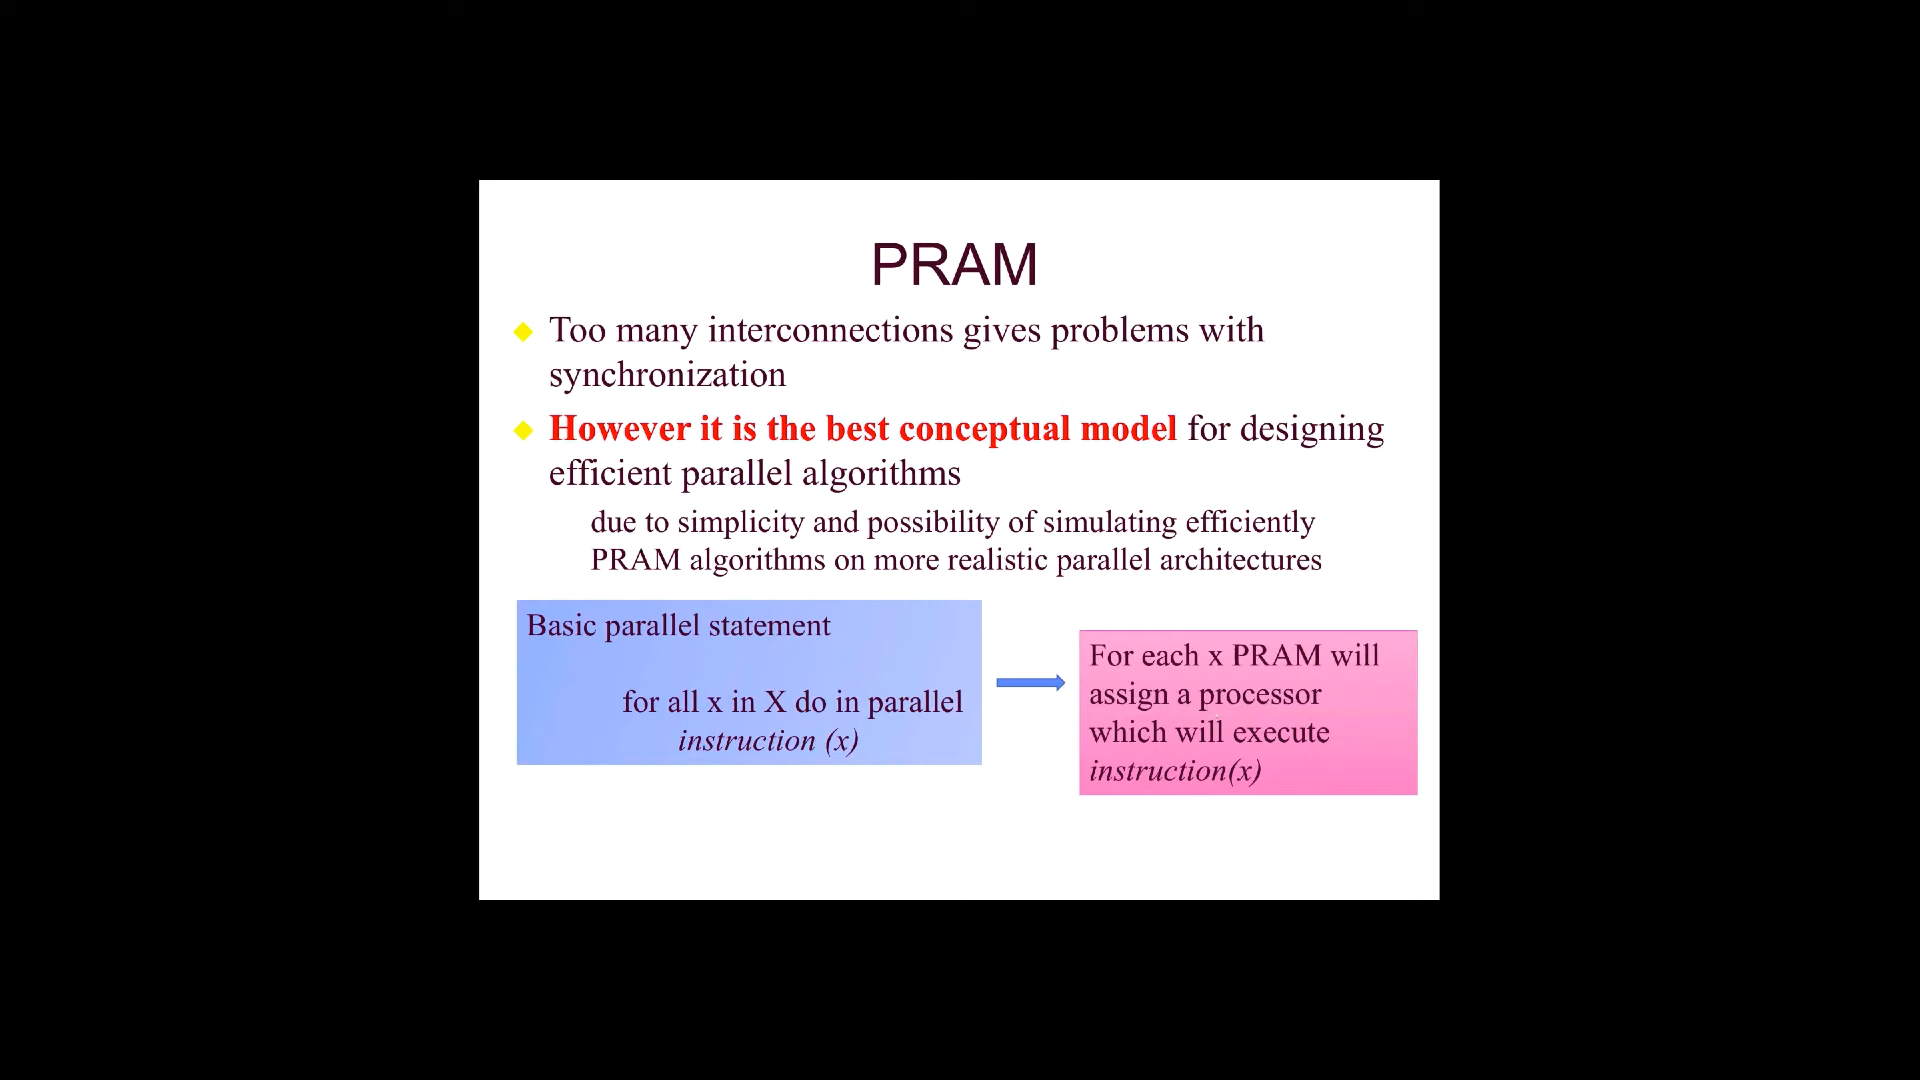 PRAM
Too many interconnections gives problems with
synchronization
However it is the best conceptual model for designing
efficient parallel algorithms
due to simplicity and possibility of simulating efficiently
PRAM algorithms on more realistic parallel architectures
Basic parallel statement
for all x in X do in parallel
instruction (x)
For each x PRAM will
assign a processor
which will execute
instruction(x)